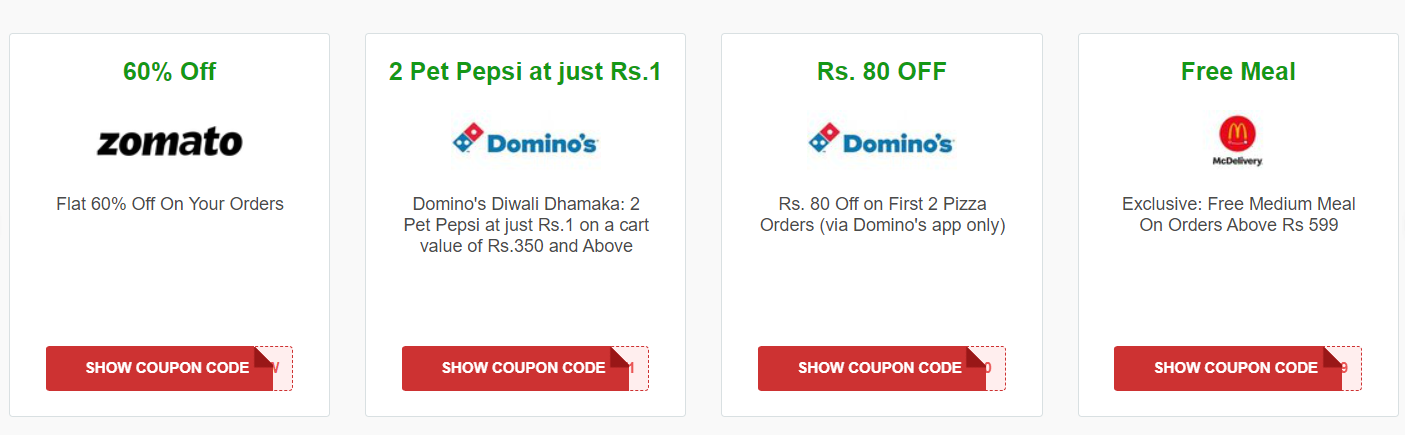 60% Off
zomato
Flat 60% Off On Your Orders
SHOW COUPON CODE
2 Pet Pepsi at just Rs.1
Domino's
Domino's Diwali Dhamaka: 2
Pet Pepsi at just Rs.1 on a cart
value of Rs.350 and Above
SHOW COUPON CODE 1
Rs. 80 OFF
Domino's
Rs. 80 Off on First 2 Pizza
Orders (via Domino's app only)
SHOW COUPON CODE 0
Free Meal
McDelivery
Exclusive: Free Medium Meal
On Orders Above Rs 599
SHOW COUPON CODE 9